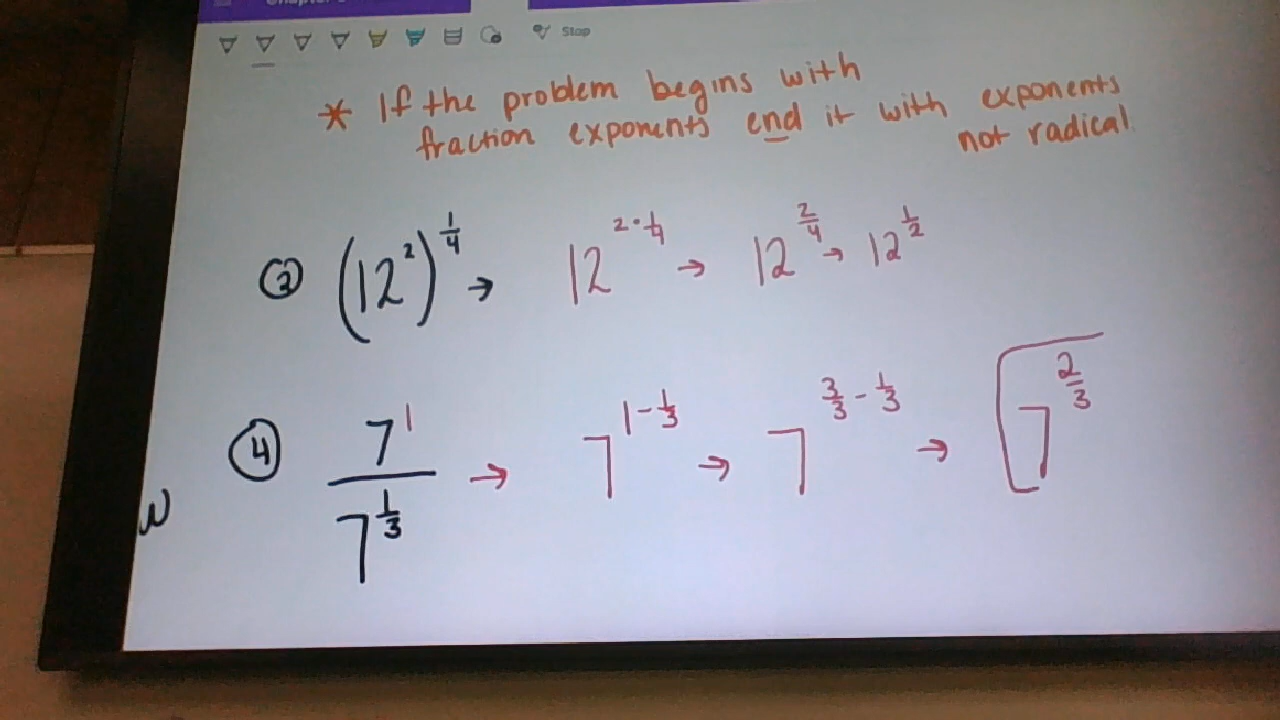 Stop
* If the problem begins with
fraction exponents end it with exponents
not radical
③ (12²)^¼ → 12^(2·¼) → 12^(2/4) → 12^½
④ 7¹/7^⅓ → 7^(1-⅓) → 7^(3/3-⅓) → 7^⅔